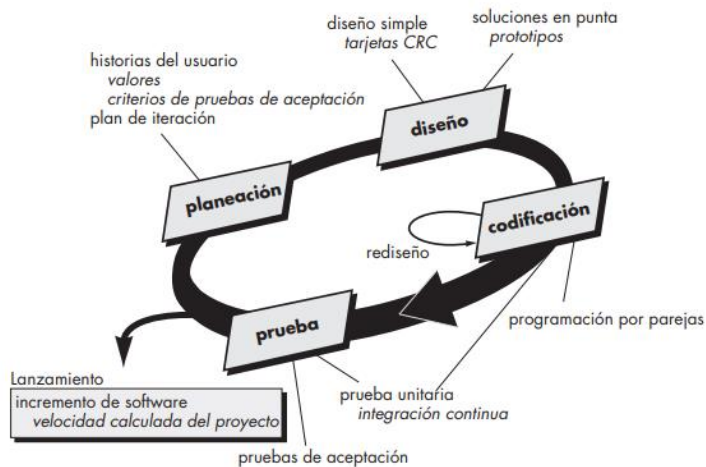 diseño simple
tarjetas CRC
soluciones en punta
prototipos
historias del usuario
valores
criterios de pruebas de aceptación
plan de iteración
diseño
planeación
codificación
rediseño
programación por parejas
prueba
Lanzamiento
incremento de software
velocidad calculada del proyecto
prueba unitaria
integración continua
pruebas de aceptación